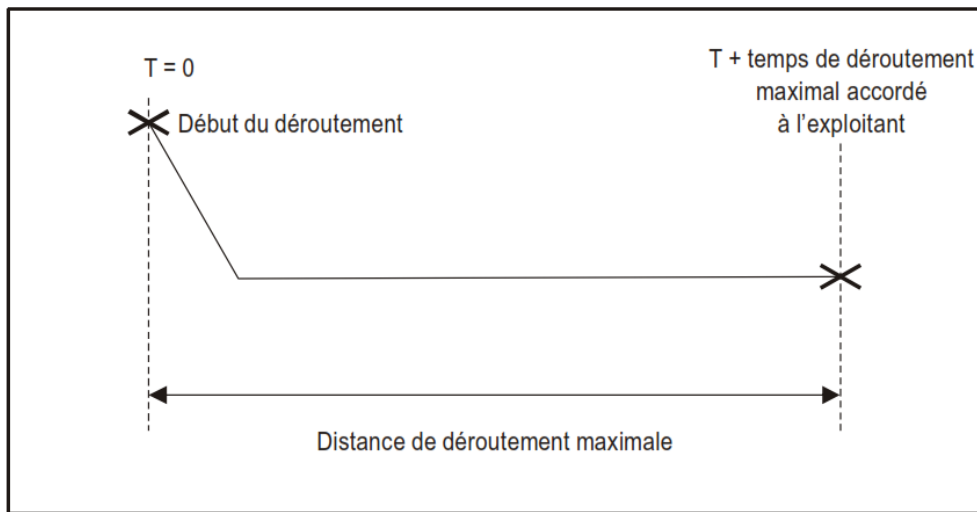 T = 0
Début du déroutement
T + temps de déroutement
maximal accordé
à l'exploitant
Distance de déroutement maximale